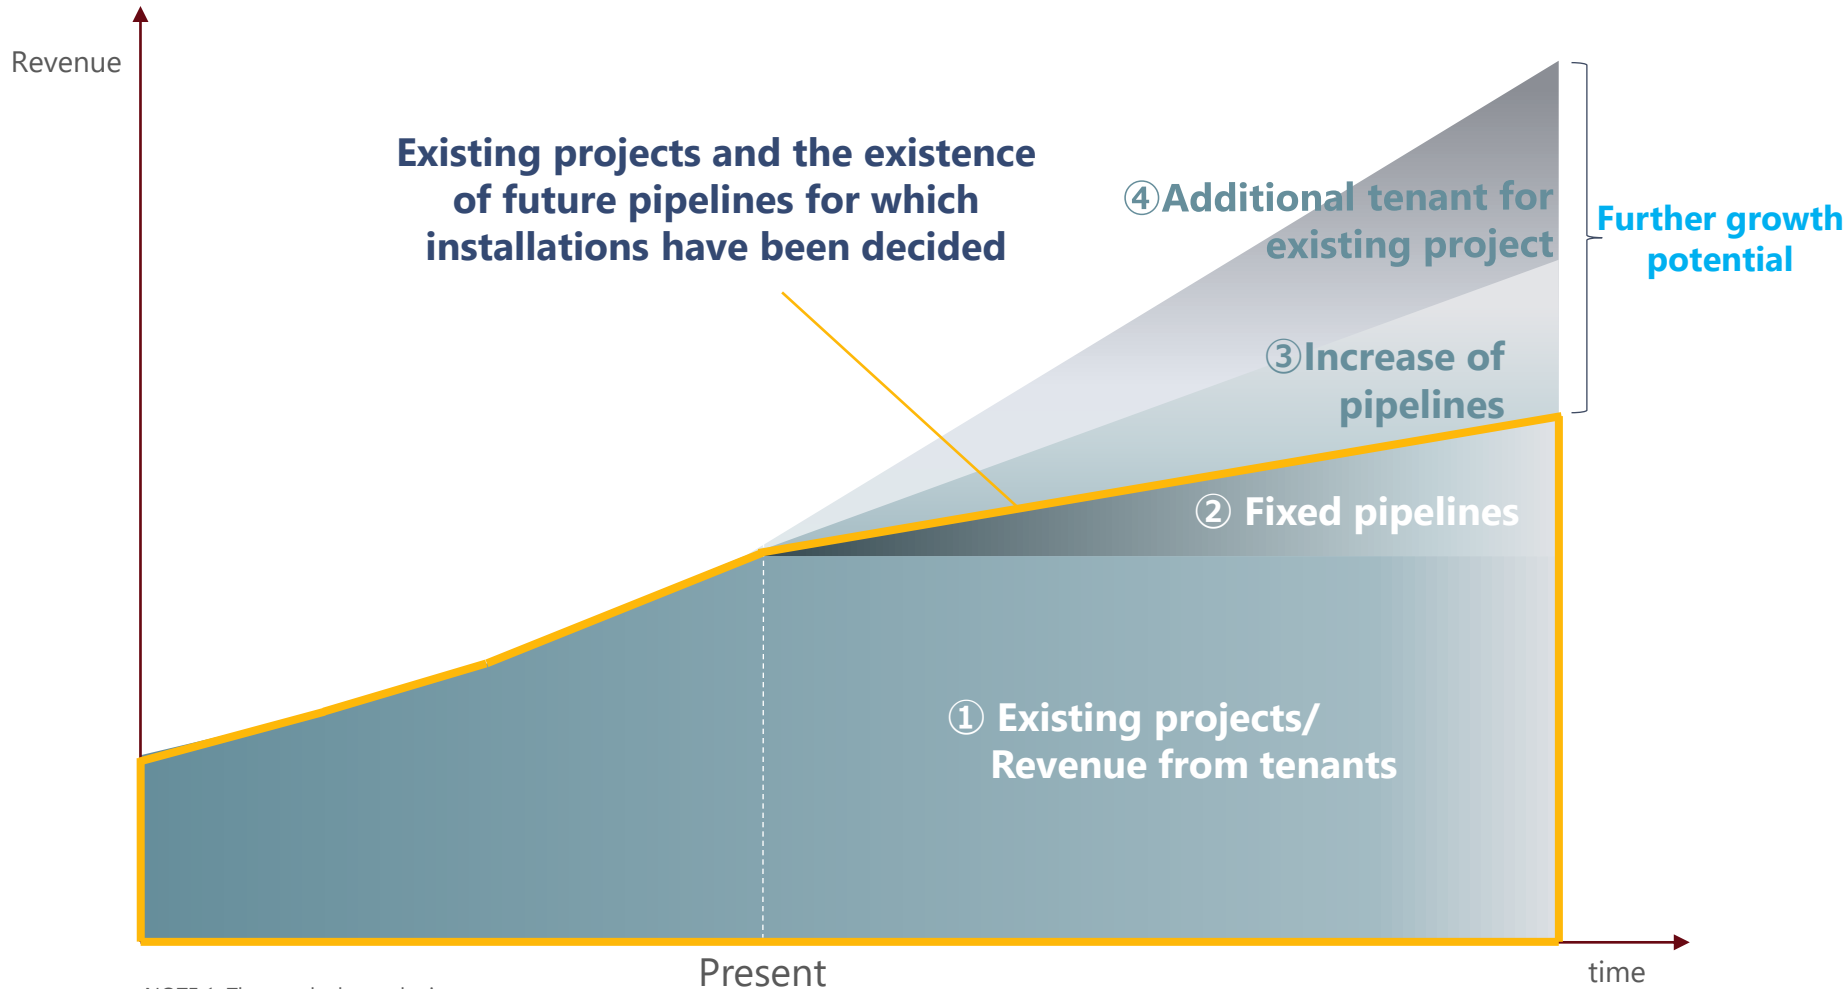 Revenue
Existing projects and the existence
of future pipelines for which
installations have been decided
④Additional tenant for
existing project
Further growth
potential
③Increase of
pipelines
② Fixed pipelines
① Existing projects/
Revenue from tenants
Present
time